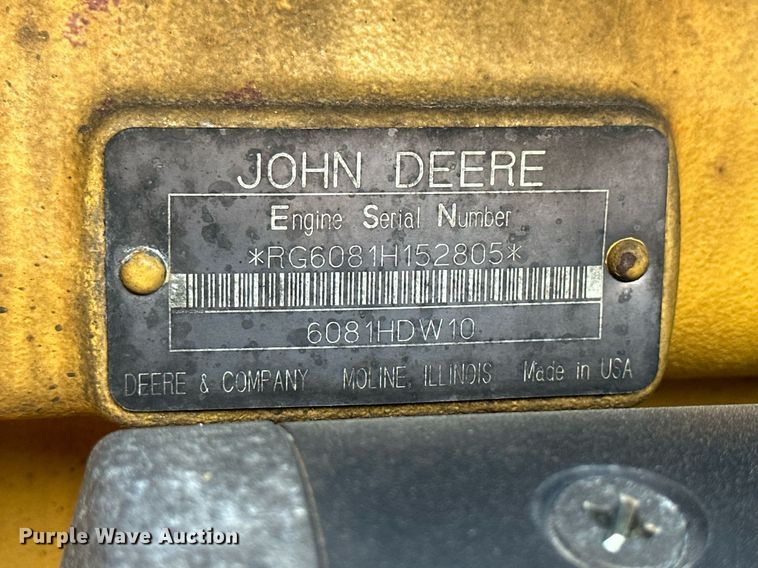 JOHN DEERE
Engine Serial Number
*RG6081H152805*
6081HDW10
DEERE & COMPANY MOLINE, ILLINOIS Made in USA
Purple Wave Auction